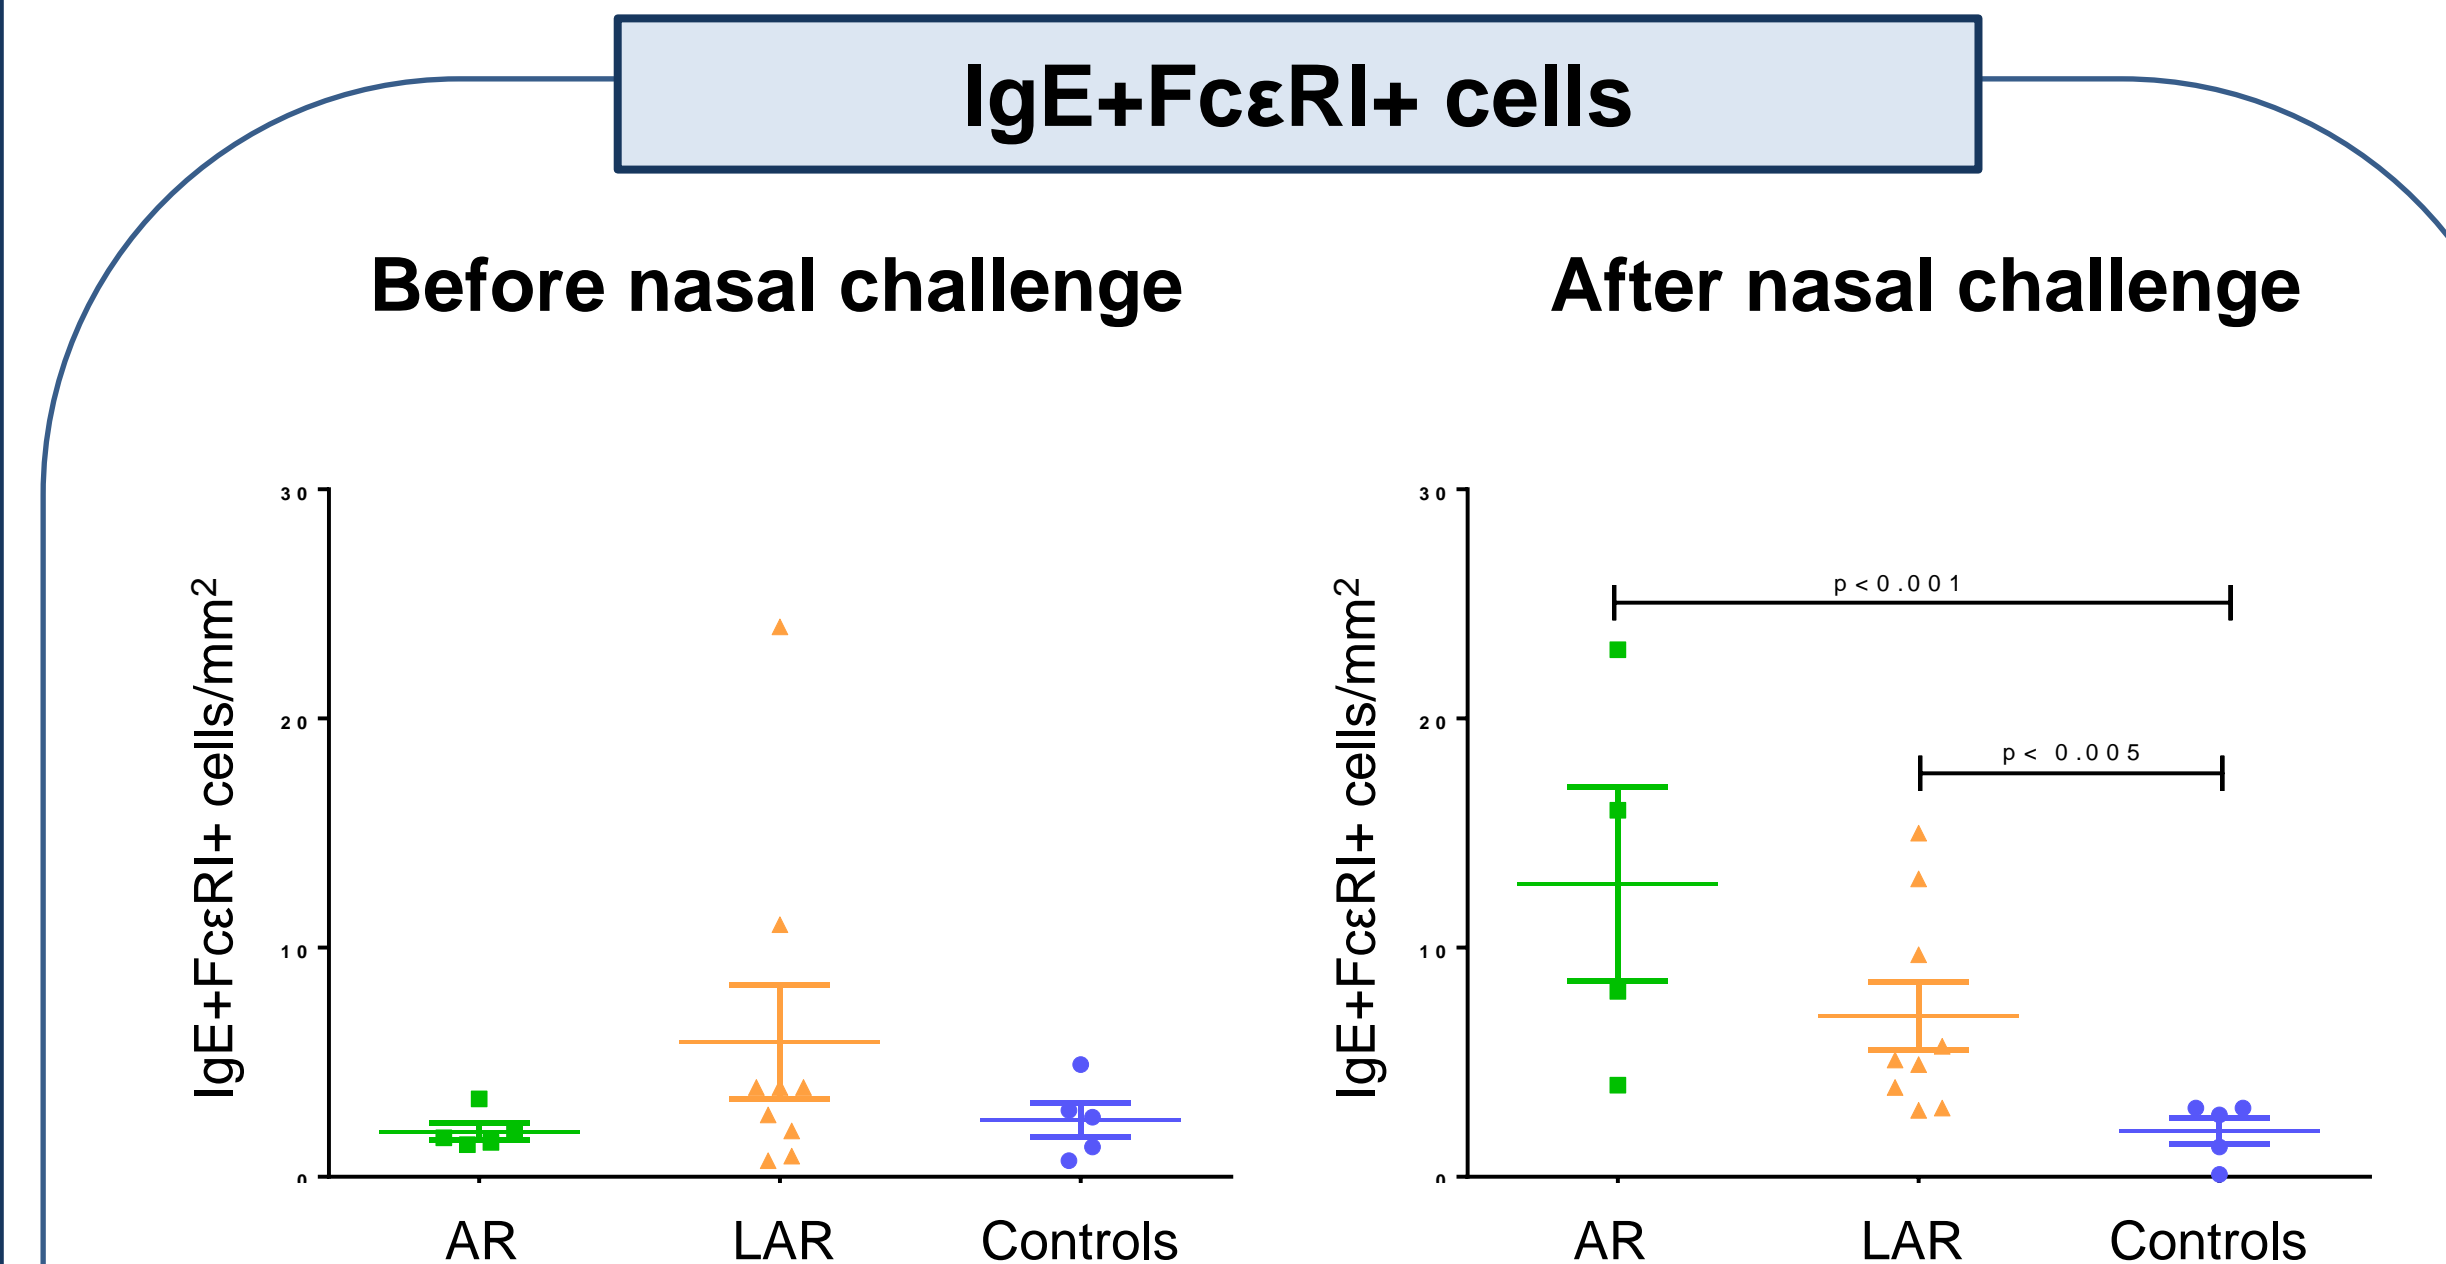 IgE+FcεRI+ cells
Before nasal challenge
After nasal challenge
IgE+FcεRI+ cells/mm²
30
20
10
0
AR
LAR
Controls
IgE+FcεRI+ cells/mm²
30
20
10
0
p<0.001
p< 0.005
AR
LAR
Controls